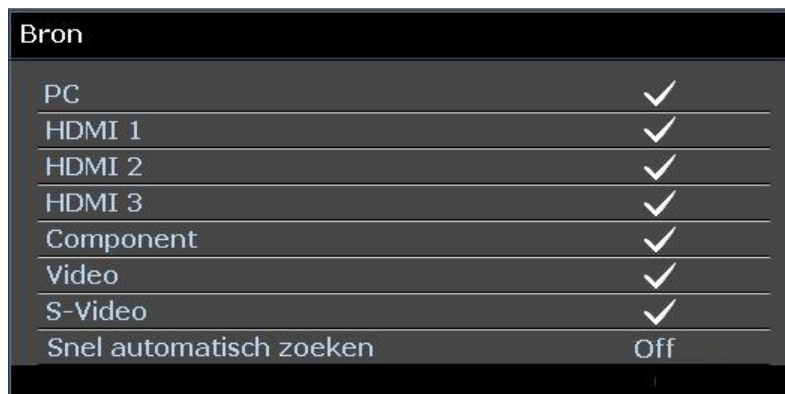 Bron
PC ✓
HDMI 1 ✓
HDMI 2 ✓
HDMI 3 ✓
Component ✓
Video ✓
S-Video ✓
Snel automatisch zoeken Off